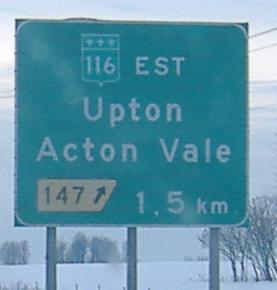 116 EST
Upton
Acton Vale
147 1,5 km